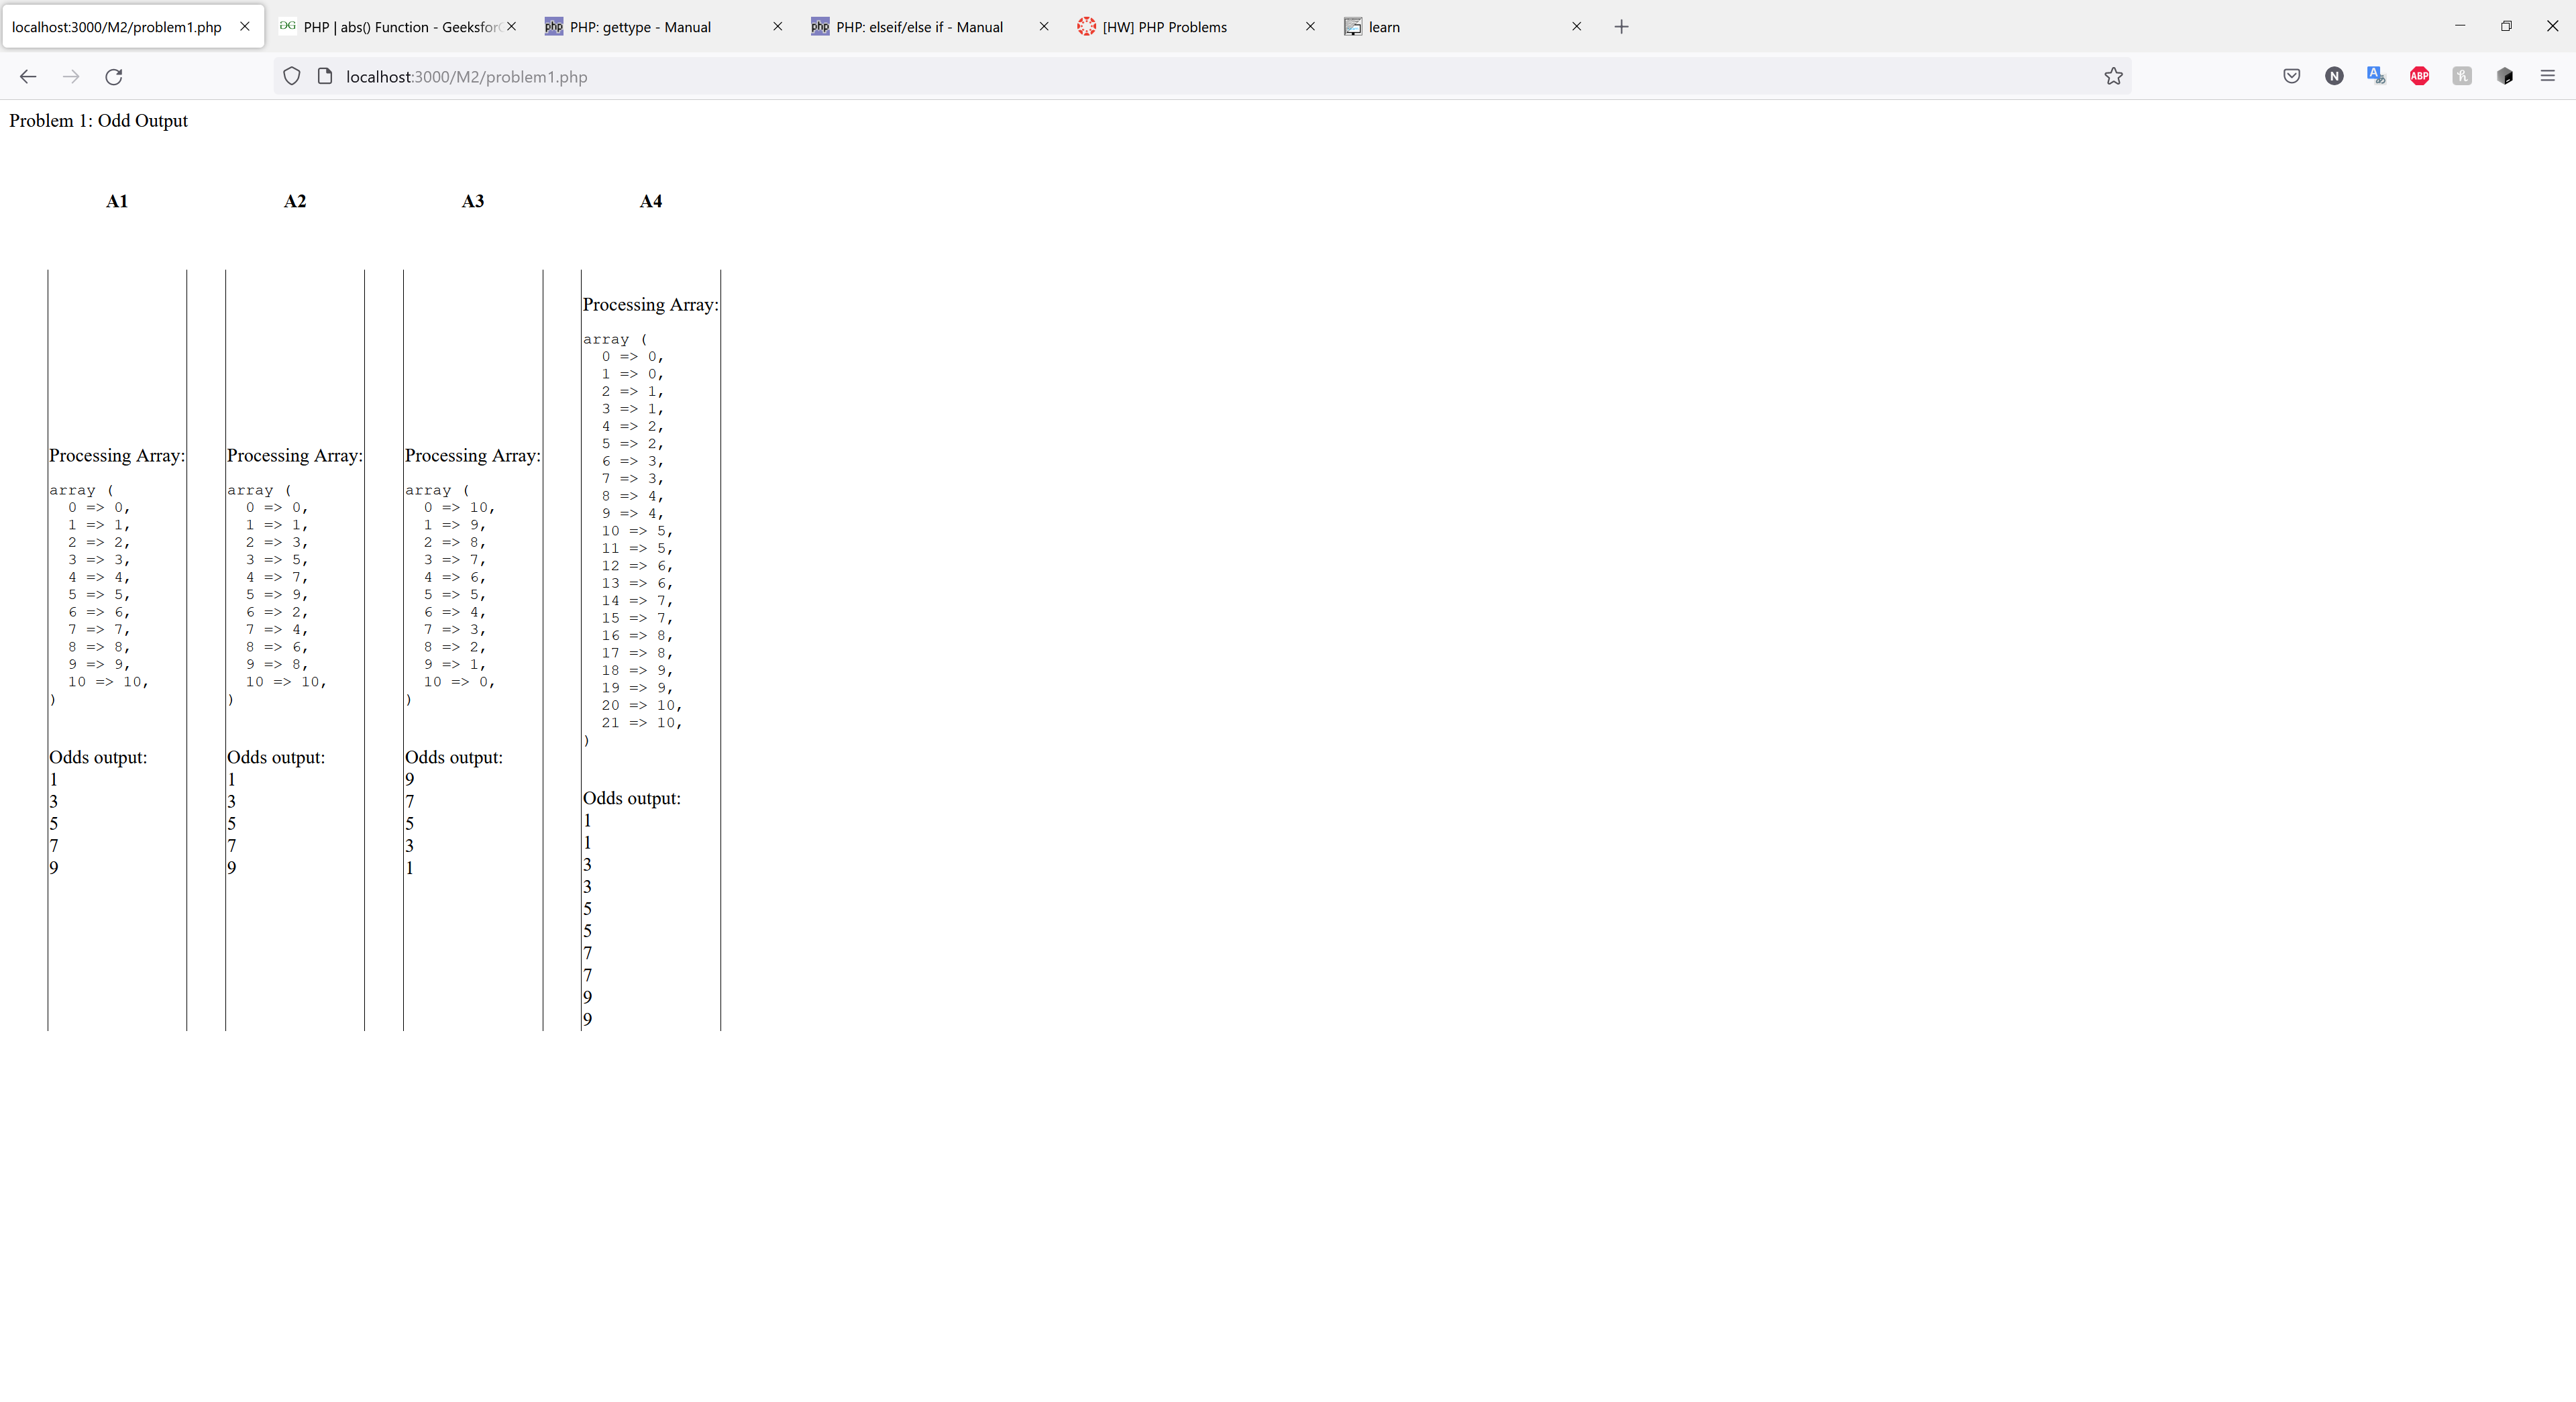 localhost:3000/M2/problem1.php
PHP | abs() Function - Geeksfor
PHP: gettype - Manual
PHP: elseif/else if - Manual
[HW] PHP Problems
learn
localhost:3000/M2/problem1.php
Problem 1: Odd Output
A1 A2 A3 A4
Processing Array:
array (
0 => 0,
1 => 1,
2 => 2,
3 => 3,
4 => 4,
5 => 5,
6 => 6,
7 => 7,
8 => 8,
9 => 9,
10 => 10,
)
Odds output:
1
3
5
7
9
Processing Array:
array (
0 => 0,
1 => 1,
2 => 3,
3 => 5,
4 => 7,
5 => 9,
6 => 2,
7 => 4,
8 => 6,
9 => 8,
10 => 10,
)
Odds output:
1
3
5
7
9
Processing Array:
array (
0 => 10,
1 => 9,
2 => 8,
3 => 7,
4 => 6,
5 => 5,
6 => 4,
7 => 3,
8 => 2,
9 => 1,
10 => 0,
)
Odds output:
9
7
5
3
1
Processing Array:
array (
0 => 0,
1 => 0,
2 => 1,
3 => 1,
4 => 2,
5 => 2,
6 => 3,
7 => 3,
8 => 4,
9 => 4,
10 => 5,
11 => 5,
12 => 6,
13 => 6,
14 => 7,
15 => 7,
16 => 8,
17 => 8,
18 => 9,
19 => 9,
20 => 10,
21 => 10,
)
Odds output:
1
1
3
3
5
5
7
7
9
9